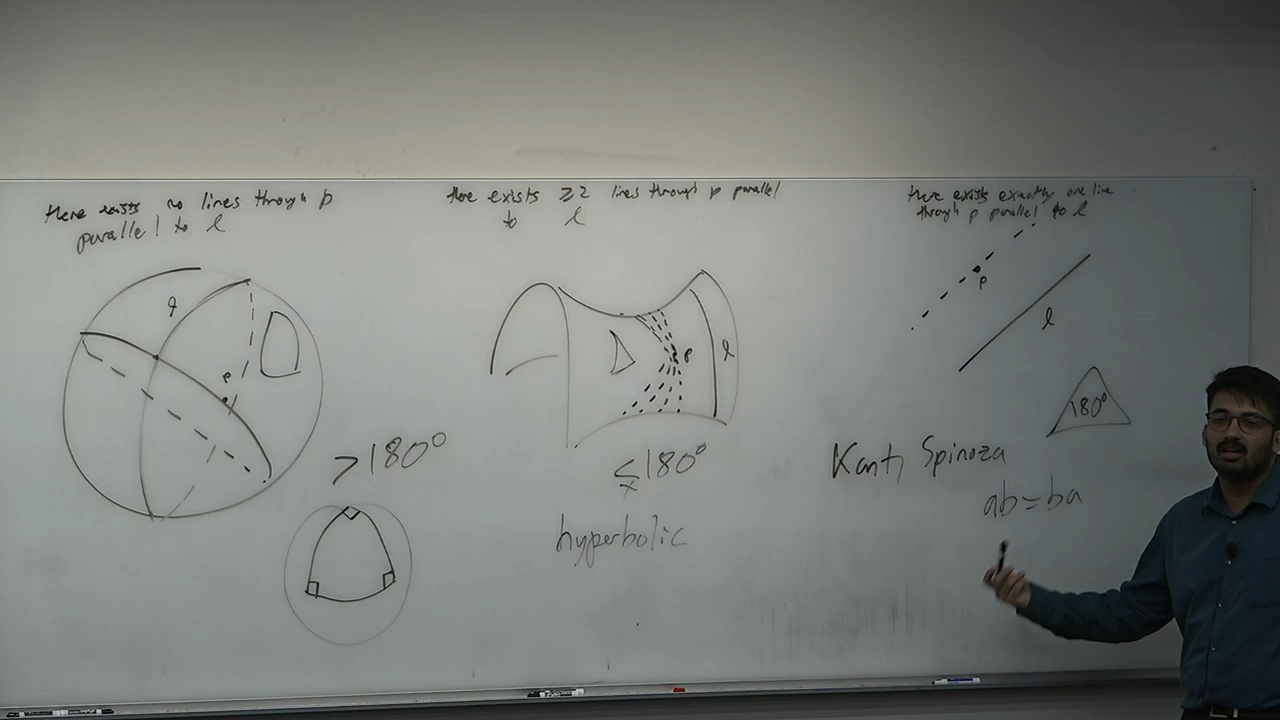 there exists no lines through p
parallel to l
there exists ≥2 lines through p parallel
to l
there exists exactly one line
through p parallel to l
p
l
p
l
180°
>180°
≤180°
hyperbolic
Kant, Spinoza
ab=ba